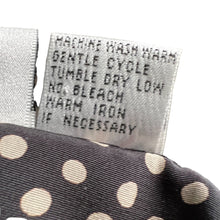 MACHINE WASH WARM
GENTLE CYCLE
TUMBLE DRY LOW
NO BLEACH
WARM IRON
IF NECESSARY